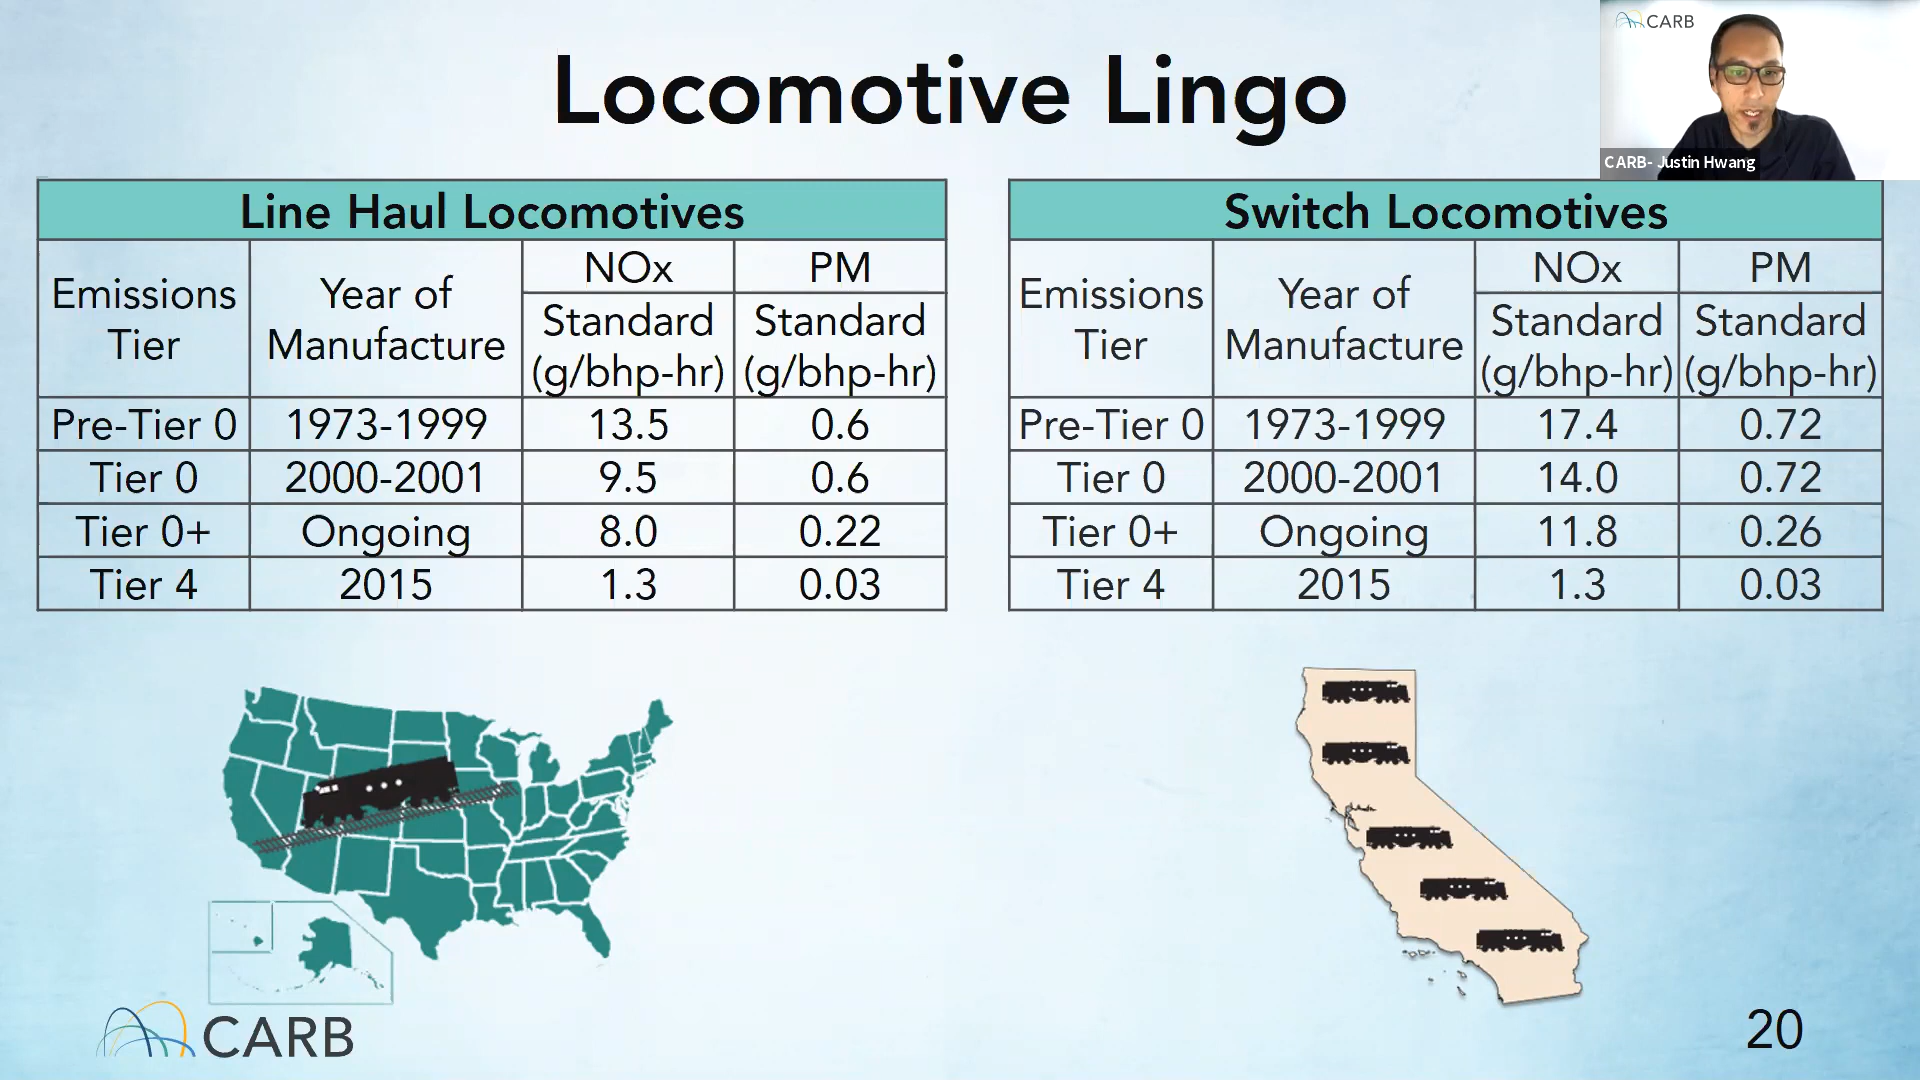 Locomotive Lingo
CARB
CARB- Justin Hwang
Line Haul Locomotives
Emissions Tier Year of Manufacture NOx Standard (g/bhp-hr) PM Standard (g/bhp-hr)
Pre-Tier 0 1973-1999 13.5 0.6
Tier 0 2000-2001 9.5 0.6
Tier 0+ Ongoing 8.0 0.22
Tier 4 2015 1.3 0.03
Switch Locomotives
Emissions Tier Year of Manufacture NOx Standard (g/bhp-hr) PM Standard (g/bhp-hr)
Pre-Tier 0 1973-1999 17.4 0.72
Tier 0 2000-2001 14.0 0.72
Tier 0+ Ongoing 11.8 0.26
Tier 4 2015 1.3 0.03
CARB
20